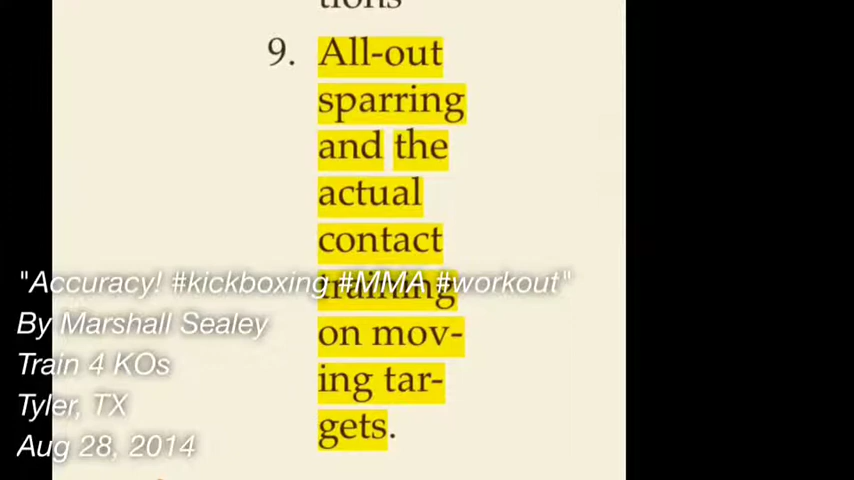 tions
9. All-out
sparring
and the
actual
contact
training
on mov-
ing tar-
gets.
"Accuracy! #kickboxing #MMA #workout"
By Marshall Sealey
Train 4 KOs
Tyler, TX
Aug 28, 2014